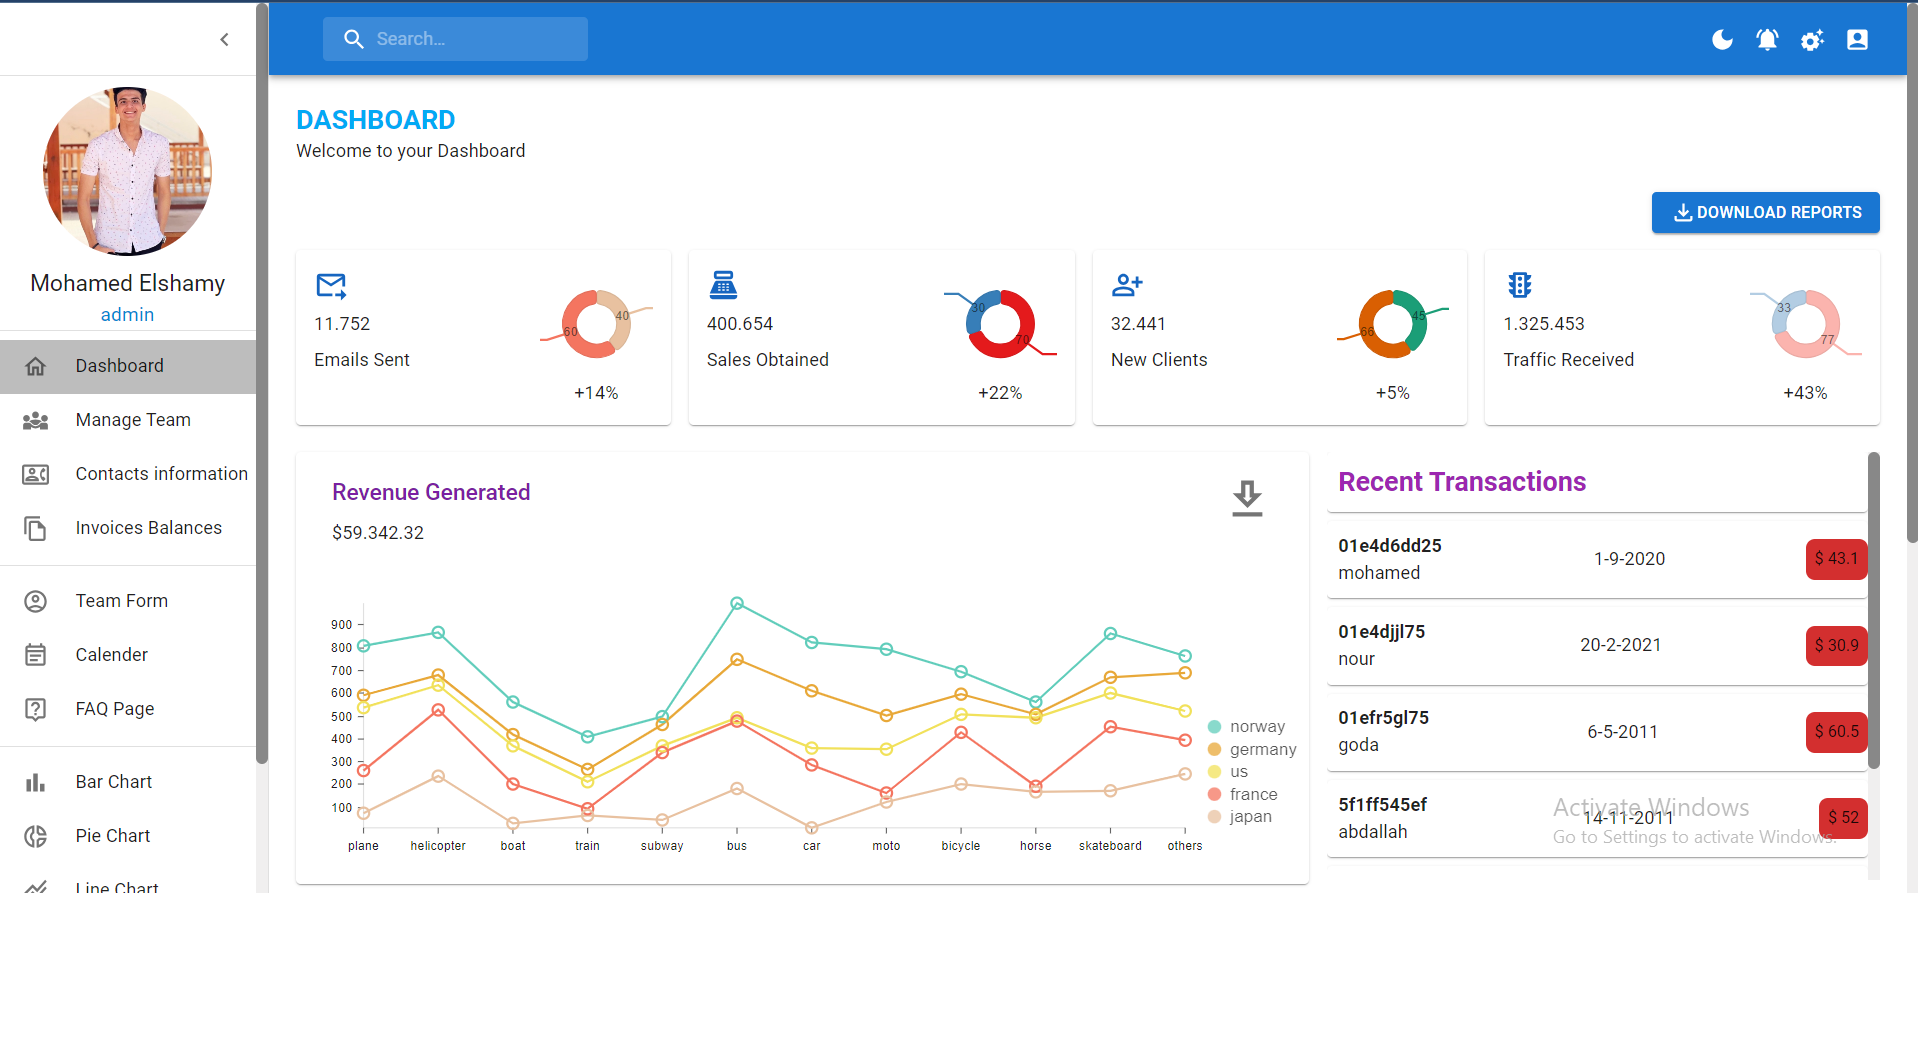 Search...
Mohamed Elshamy
admin
Dashboard
Manage Team
Contacts information
Invoices Balances
Team Form
Calender
FAQ Page
Bar Chart
Pie Chart
Line Chart
DASHBOARD
Welcome to your Dashboard
DOWNLOAD REPORTS
11.752
Emails Sent
60
40
+14%
400.654
Sales Obtained
30
70
+22%
32.441
New Clients
66
45
+5%
1.325.453
Traffic Received
33
77
+43%
Revenue Generated
$59.342.32
900
800
700
600
500
400
300
200
100
plane helicopter boat train subway bus car moto bicycle horse skateboard others
norway
germany
us
france
japan
Recent Transactions
01e4d6dd25
mohamed
1-9-2020
$ 43.1
01e4djjl75
nour
20-2-2021
$ 30.9
01efr5gl75
goda
6-5-2011
$ 60.5
5f1ff545ef
abdallah
14-11-2011
$ 52
Activate Windows
Go to Settings to activate Windows.